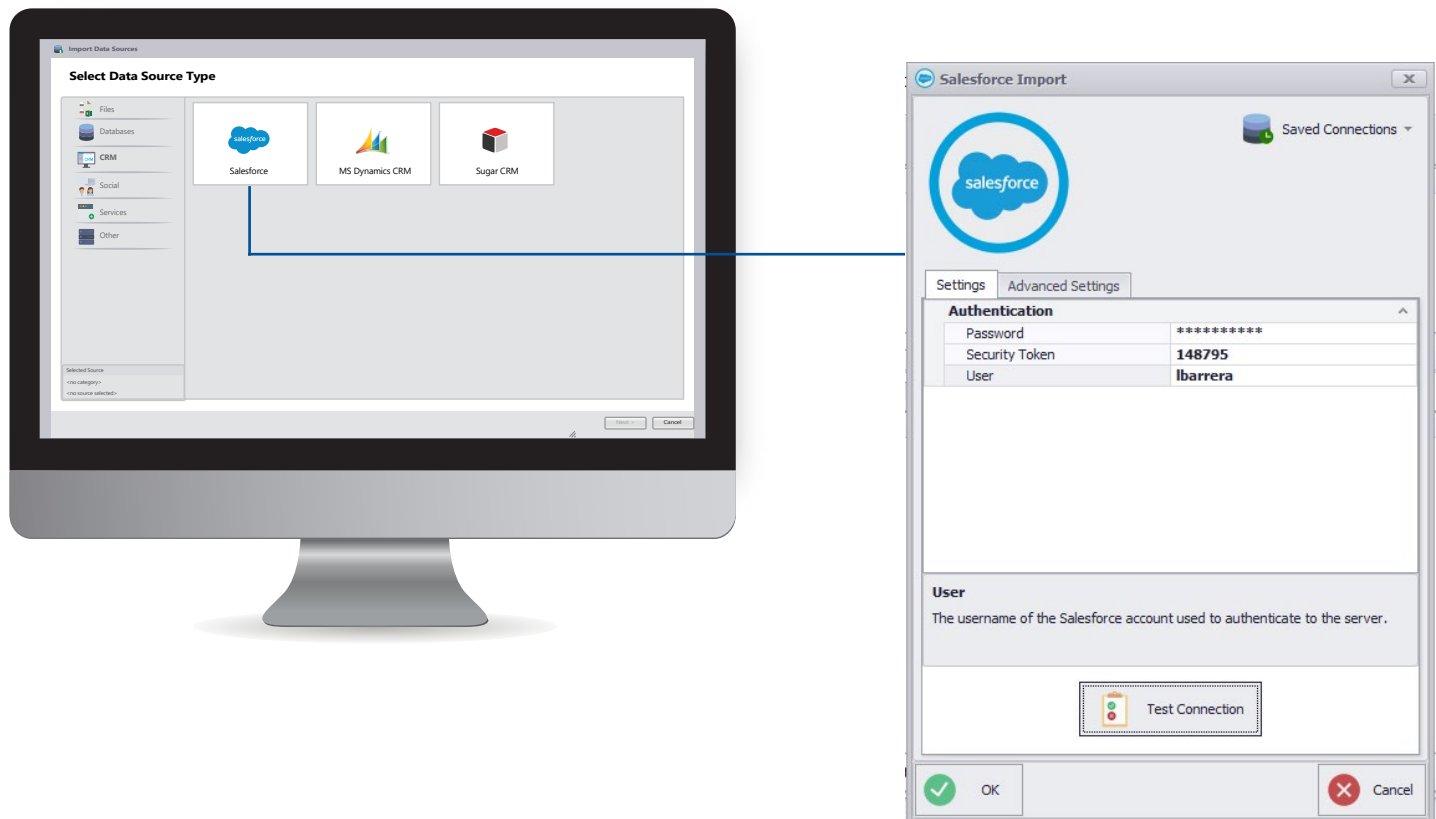 Import Data Sources
Select Data Source Type
Files
Databases
CRM
CRM
Social
Services
Other
salesforce
Salesforce
MS Dynamics CRM
Sugar CRM
Selected Source
<no category>
<no source selected>
Next >
Cancel
Salesforce Import
x
salesforce
Saved Connections
Settings
Advanced Settings
Authentication
Password **********
Security Token 148795
User lbarrera
User
The username of the Salesforce account used to authenticate to the server.
Test Connection
OK
Cancel